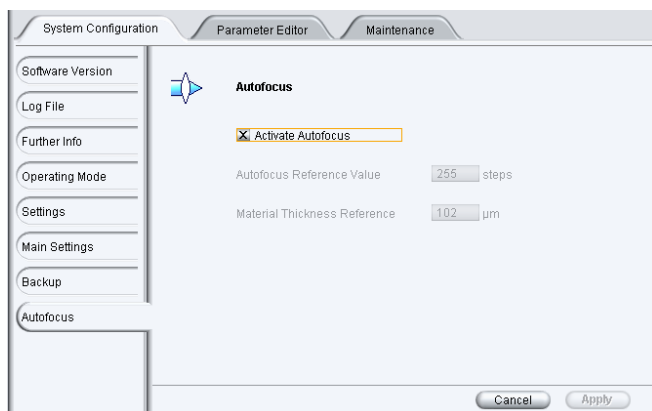 System Configuration
Parameter Editor
Maintenance
Software Version
Log File
Further Info
Operating Mode
Settings
Main Settings
Backup
Autofocus
Autofocus
Activate Autofocus
Autofocus Reference Value 255 steps
Material Thickness Reference 102 µm
Cancel
Apply